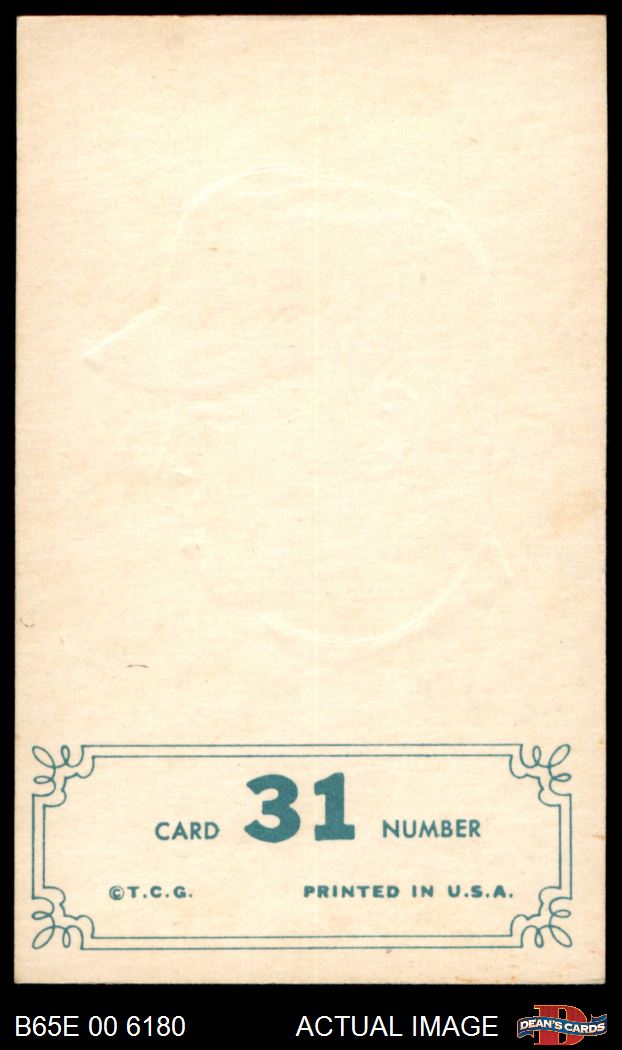 CARD 31 NUMBER
©T.C.G. PRINTED IN U.S.A.
B65E 00 6180 ACTUAL IMAGE DEAN'S CARDS